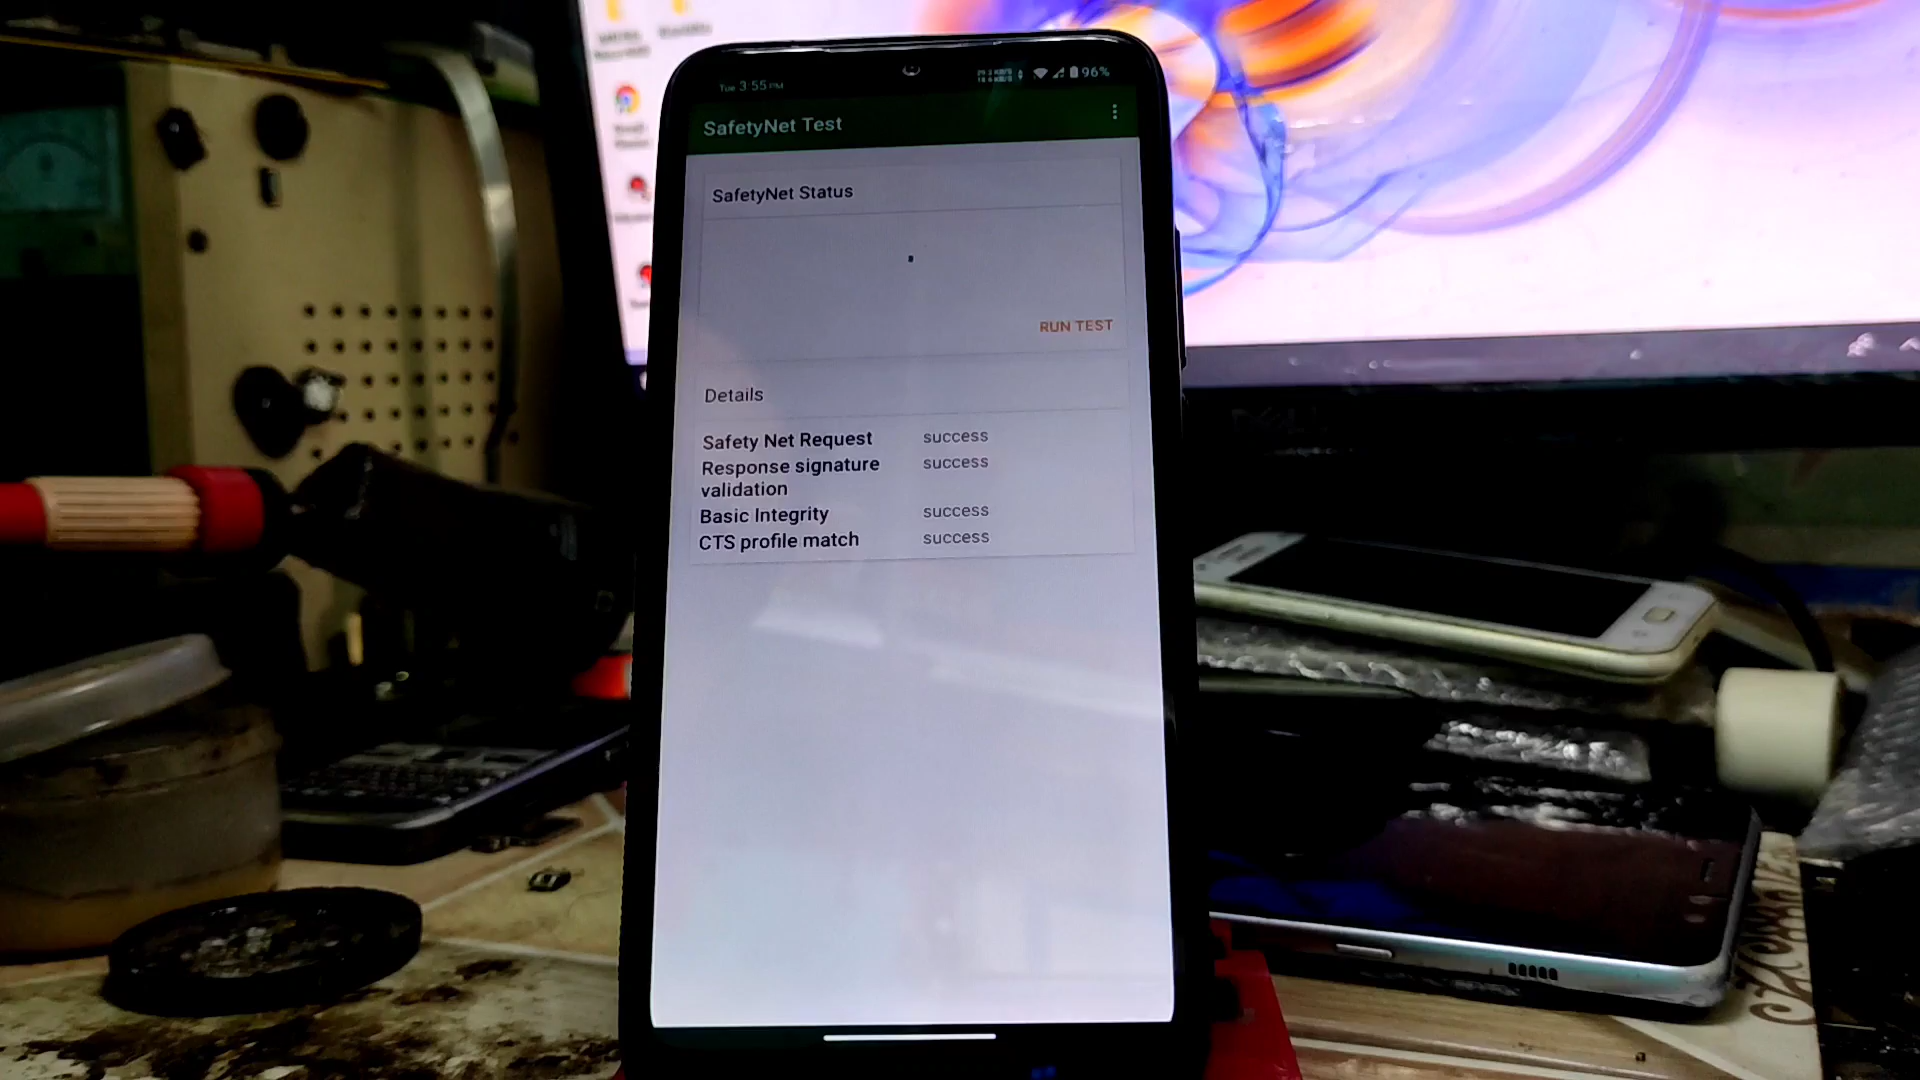 Tue 3:55 PM
96%
SafetyNet Test
SafetyNet Status
RUN TEST
Details
Safety Net Request success
Response signature success
validation
Basic Integrity success
CTS profile match success